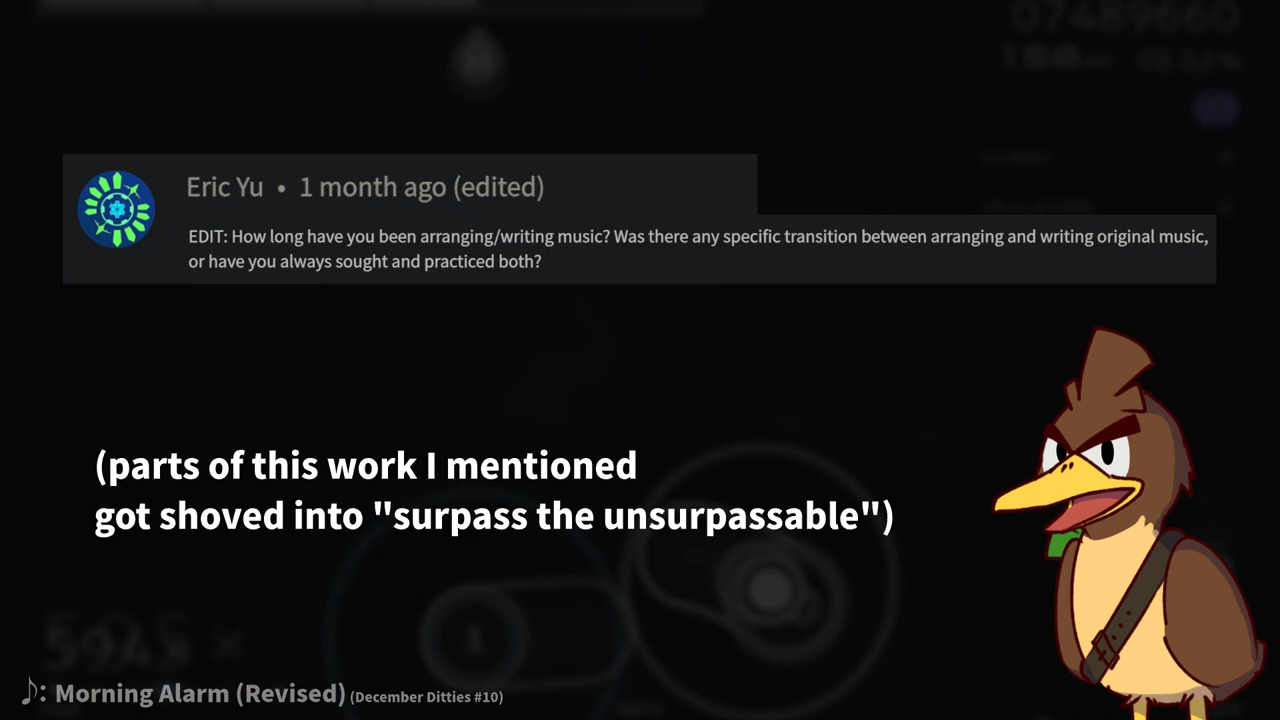 07489660
Eric Yu • 1 month ago (edited)
EDIT: How long have you been arranging/writing music? Was there any specific transition between arranging and writing original music,
or have you always sought and practiced both?
(parts of this work I mentioned
got shoved into "surpass the unsurpassable")
1
♪: Morning Alarm (Revised) (December Ditties #10)